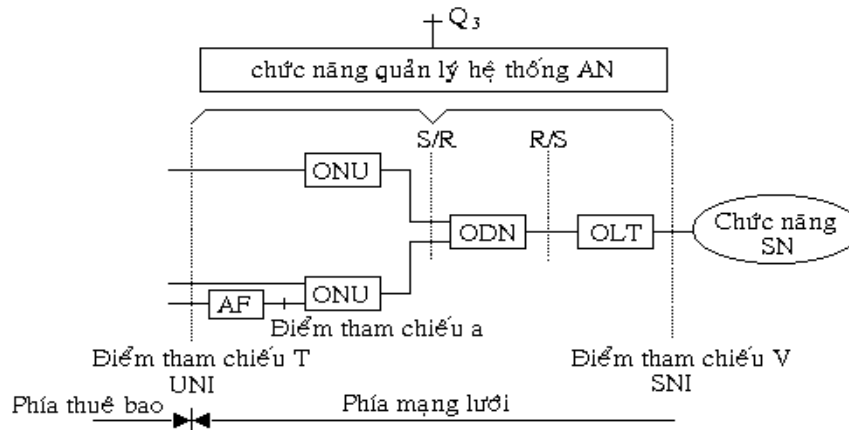 Q3
chức năng quản lý hệ thống AN
S/R
R/S
ONU
ODN
OLT
Chức năng
SN
AF
ONU
Điểm tham chiếu a
Điểm tham chiếu T
UNI
Điểm tham chiếu V
SNI
Phía thuê bao
Phía mạng lưới